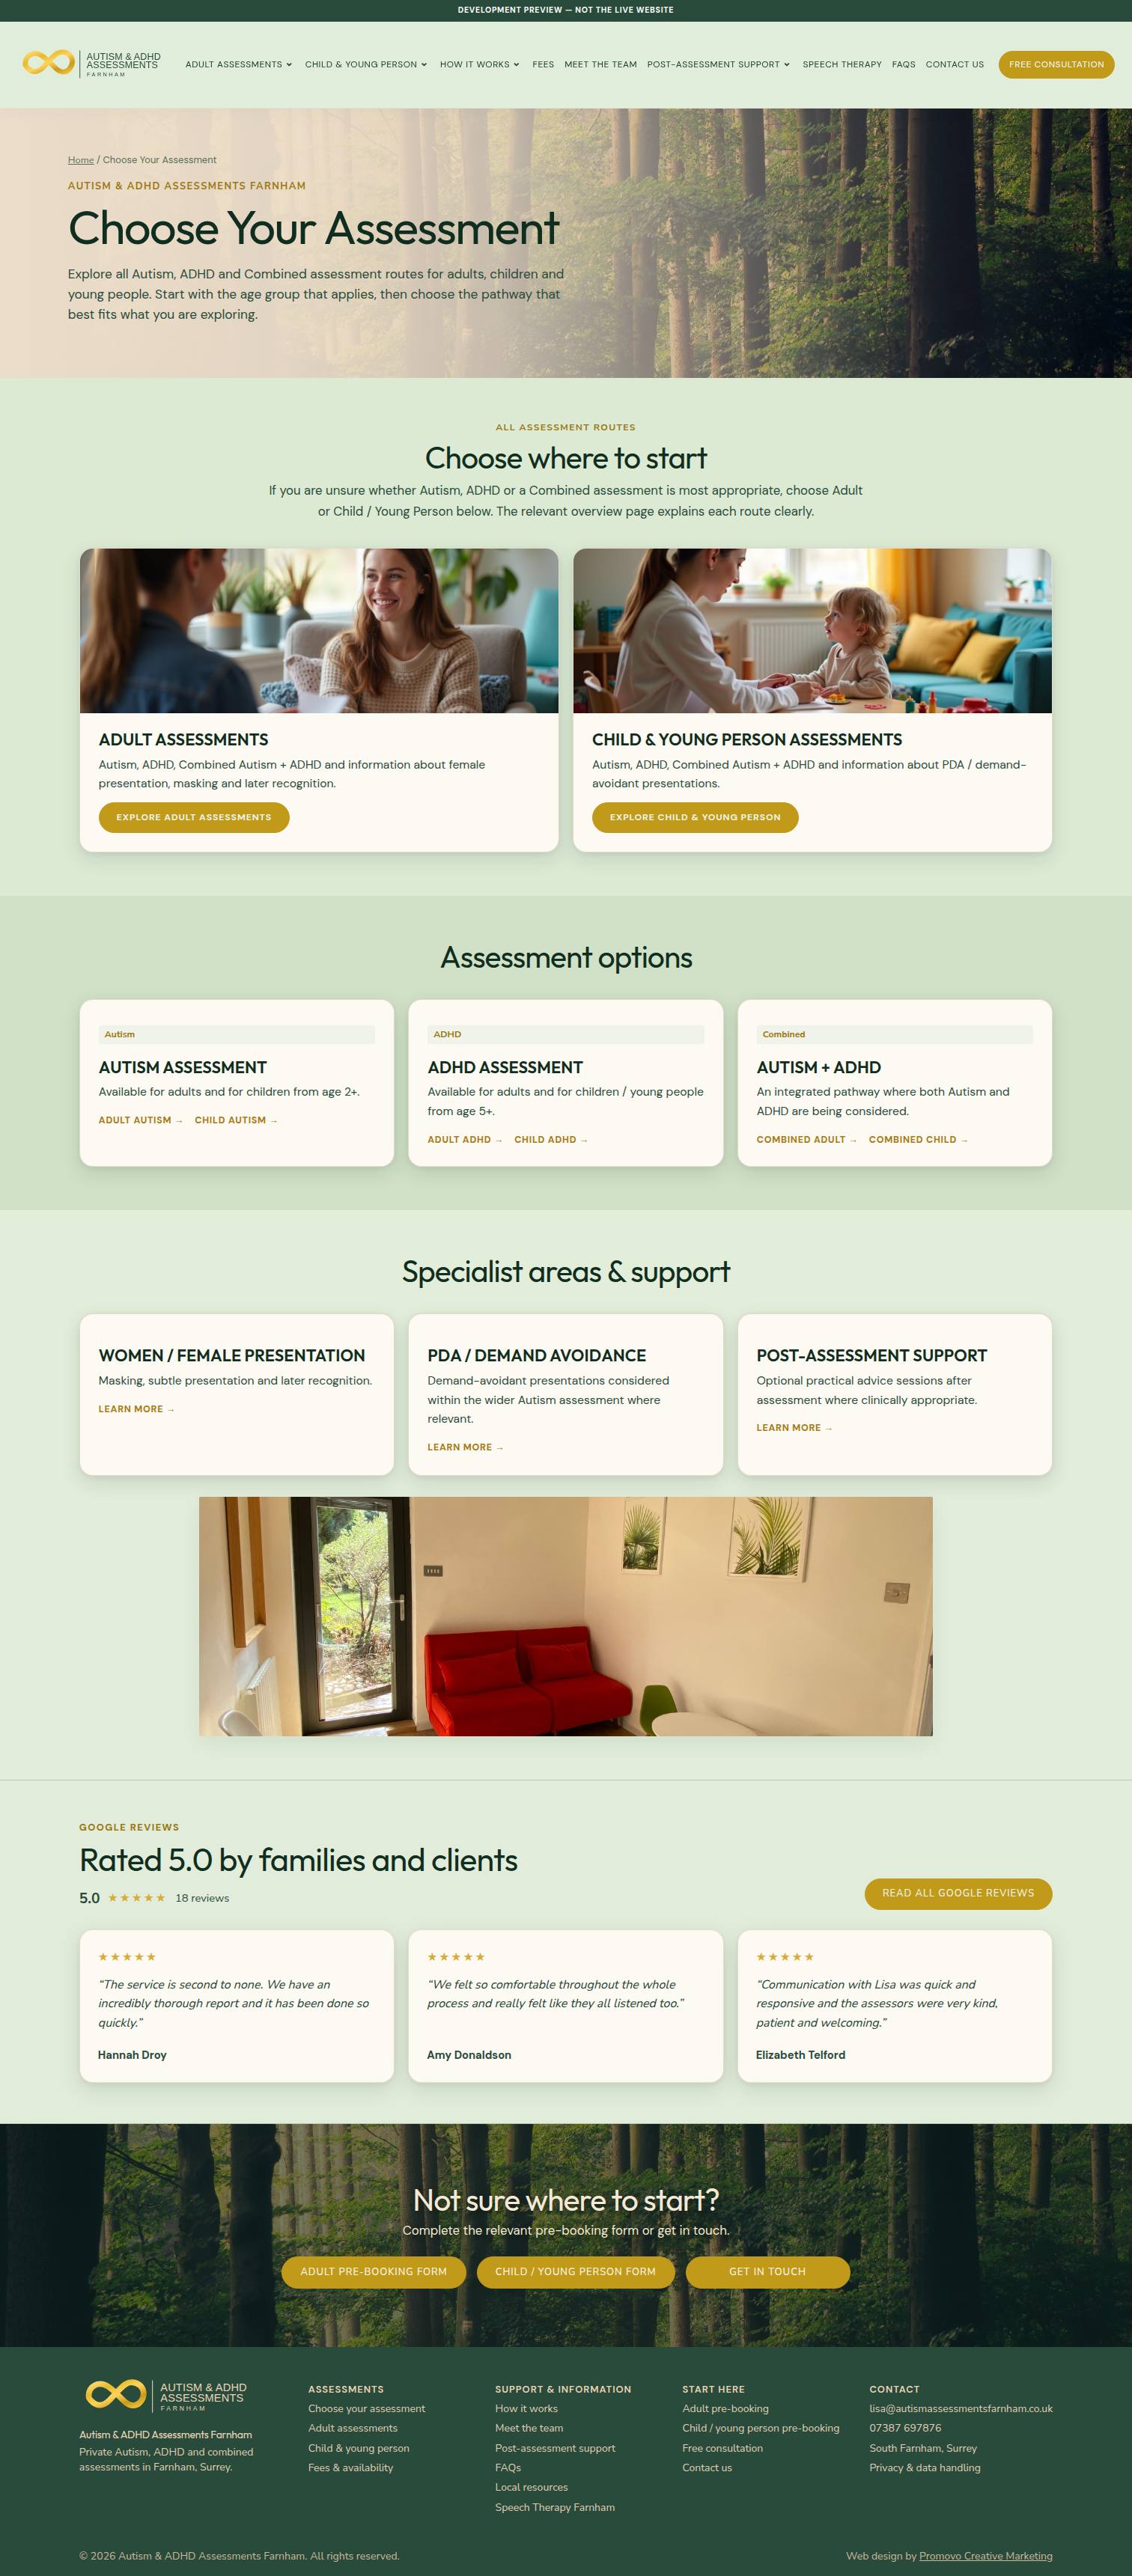 DEVELOPMENT PREVIEW — NOT THE LIVE WEBSITE
AUTISM & ADHD
ASSESSMENTS
FARNHAM
ADULT ASSESSMENTS
CHILD & YOUNG PERSON
HOW IT WORKS
FEES
MEET THE TEAM
POST-ASSESSMENT SUPPORT
SPEECH THERAPY
FAQS
CONTACT US
FREE CONSULTATION
Home / Choose Your Assessment
AUTISM & ADHD ASSESSMENTS FARNHAM
Choose Your Assessment
Explore all Autism, ADHD and Combined assessment routes for adults, children and
young people. Start with the age group that applies, then choose the pathway that
best fits what you are exploring.
ALL ASSESSMENT ROUTES
Choose where to start
If you are unsure whether Autism, ADHD or a Combined assessment is most appropriate, choose Adult
or Child / Young Person below. The relevant overview page explains each route clearly.
ADULT ASSESSMENTS
Autism, ADHD, Combined Autism + ADHD and information about female
presentation, masking and later recognition.
EXPLORE ADULT ASSESSMENTS
CHILD & YOUNG PERSON ASSESSMENTS
Autism, ADHD, Combined Autism + ADHD and information about PDA / demand-
avoidant presentations.
EXPLORE CHILD & YOUNG PERSON
Assessment options
Autism
AUTISM ASSESSMENT
Available for adults and for children from age 2+.
ADULT AUTISM → CHILD AUTISM →
ADHD
ADHD ASSESSMENT
Available for adults and for children / young people
from age 5+.
ADULT ADHD → CHILD ADHD →
Combined
AUTISM + ADHD
An integrated pathway where both Autism and
ADHD are being considered.
COMBINED ADULT → COMBINED CHILD →
Specialist areas & support
WOMEN / FEMALE PRESENTATION
Masking, subtle presentation and later recognition.
LEARN MORE →
PDA / DEMAND AVOIDANCE
Demand-avoidant presentations considered
within the wider Autism assessment where
relevant.
LEARN MORE →
POST-ASSESSMENT SUPPORT
Optional practical advice sessions after
assessment where clinically appropriate.
LEARN MORE →
GOOGLE REVIEWS
Rated 5.0 by families and clients
5.0 ★★★★★ 18 reviews
READ ALL GOOGLE REVIEWS
★★★★★
“The service is second to none. We have an
incredibly thorough report and it has been done so
quickly.”
Hannah Droy
★★★★★
“We felt so comfortable throughout the whole
process and really felt like they all listened too.”
Amy Donaldson
★★★★★
“Communication with Lisa was quick and
responsive and the assessors were very kind,
patient and welcoming.”
Elizabeth Telford
Not sure where to start?
Complete the relevant pre-booking form or get in touch.
ADULT PRE-BOOKING FORM
CHILD / YOUNG PERSON FORM
GET IN TOUCH
AUTISM & ADHD
ASSESSMENTS
FARNHAM
Autism & ADHD Assessments Farnham
Private Autism, ADHD and combined
assessments in Farnham, Surrey.
ASSESSMENTS
Choose your assessment
Adult assessments
Child & young person
Fees & availability
SUPPORT & INFORMATION
How it works
Meet the team
Post-assessment support
FAQs
Local resources
Speech Therapy Farnham
START HERE
Adult pre-booking
Child / young person pre-booking
Free consultation
Contact us
CONTACT
lisa@autismassessmentsfarnham.co.uk
07387 697876
South Farnham, Surrey
Privacy & data handling
© 2026 Autism & ADHD Assessments Farnham. All rights reserved.
Web design by Promovo Creative Marketing